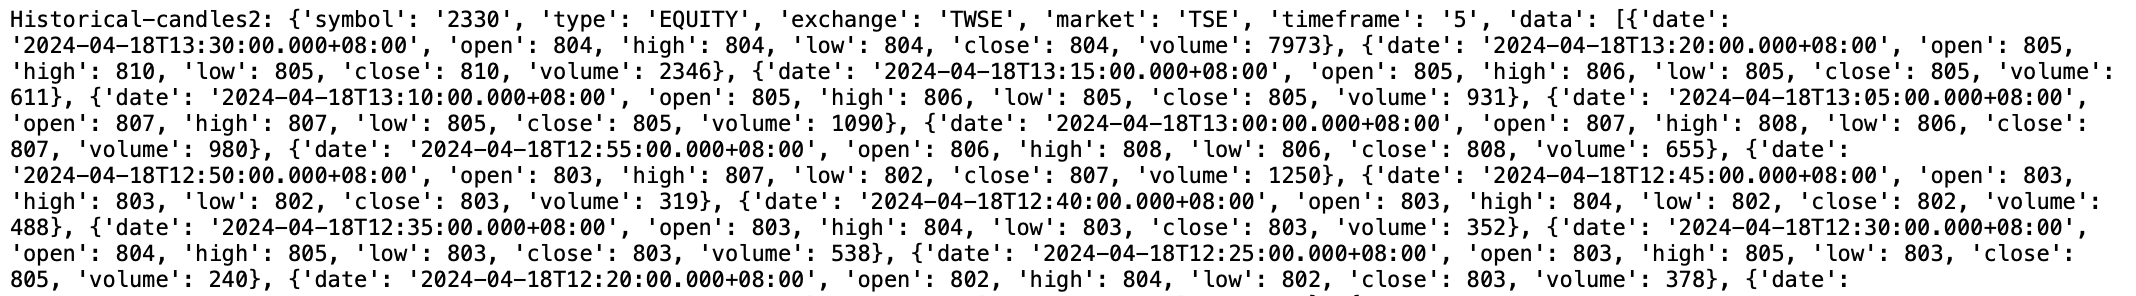 Historical-candles2: {'symbol': '2330', 'type': 'EQUITY', 'exchange': 'TWSE', 'market': 'TSE', 'timeframe': '5', 'data': [{'date':
'2024-04-18T13:30:00.000+08:00', 'open': 804, 'high': 804, 'low': 804, 'close': 804, 'volume': 7973}, {'date': '2024-04-18T13:20:00.000+08:00', 'open': 805,
'high': 810, 'low': 805, 'close': 810, 'volume': 2346}, {'date': '2024-04-18T13:15:00.000+08:00', 'open': 805, 'high': 806, 'low': 805, 'close': 805, 'volume':
611}, {'date': '2024-04-18T13:10:00.000+08:00', 'open': 805, 'high': 806, 'low': 805, 'close': 805, 'volume': 931}, {'date': '2024-04-18T13:05:00.000+08:00',
'open': 807, 'high': 807, 'low': 805, 'close': 805, 'volume': 1090}, {'date': '2024-04-18T13:00:00.000+08:00', 'open': 807, 'high': 808, 'low': 806, 'close':
807, 'volume': 980}, {'date': '2024-04-18T12:55:00.000+08:00', 'open': 806, 'high': 808, 'low': 806, 'close': 808, 'volume': 655}, {'date':
'2024-04-18T12:50:00.000+08:00', 'open': 803, 'high': 807, 'low': 802, 'close': 807, 'volume': 1250}, {'date': '2024-04-18T12:45:00.000+08:00', 'open': 803,
'high': 803, 'low': 802, 'close': 803, 'volume': 319}, {'date': '2024-04-18T12:40:00.000+08:00', 'open': 803, 'high': 804, 'low': 802, 'close': 802, 'volume':
488}, {'date': '2024-04-18T12:35:00.000+08:00', 'open': 803, 'high': 804, 'low': 803, 'close': 803, 'volume': 352}, {'date': '2024-04-18T12:30:00.000+08:00',
'open': 804, 'high': 805, 'low': 803, 'close': 803, 'volume': 538}, {'date': '2024-04-18T12:25:00.000+08:00', 'open': 803, 'high': 805, 'low': 803, 'close':
805, 'volume': 240}, {'date': '2024-04-18T12:20:00.000+08:00', 'open': 802, 'high': 804, 'low': 802, 'close': 803, 'volume': 378}, {'date':